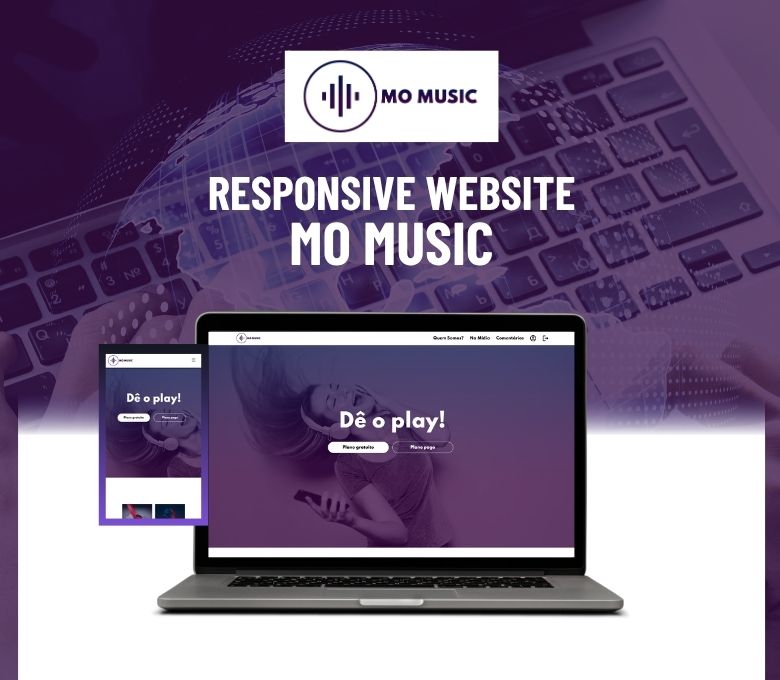 MO MUSIC
RESPONSIVE WEBSITE
MO MUSIC
MO MUSIC
Quem Somos?
Na Mídia
Comentários
Dê o play!
Plano gratuito
Plano pago
MO MUSIC
Dê o play!
Plano gratuito
Plano pago